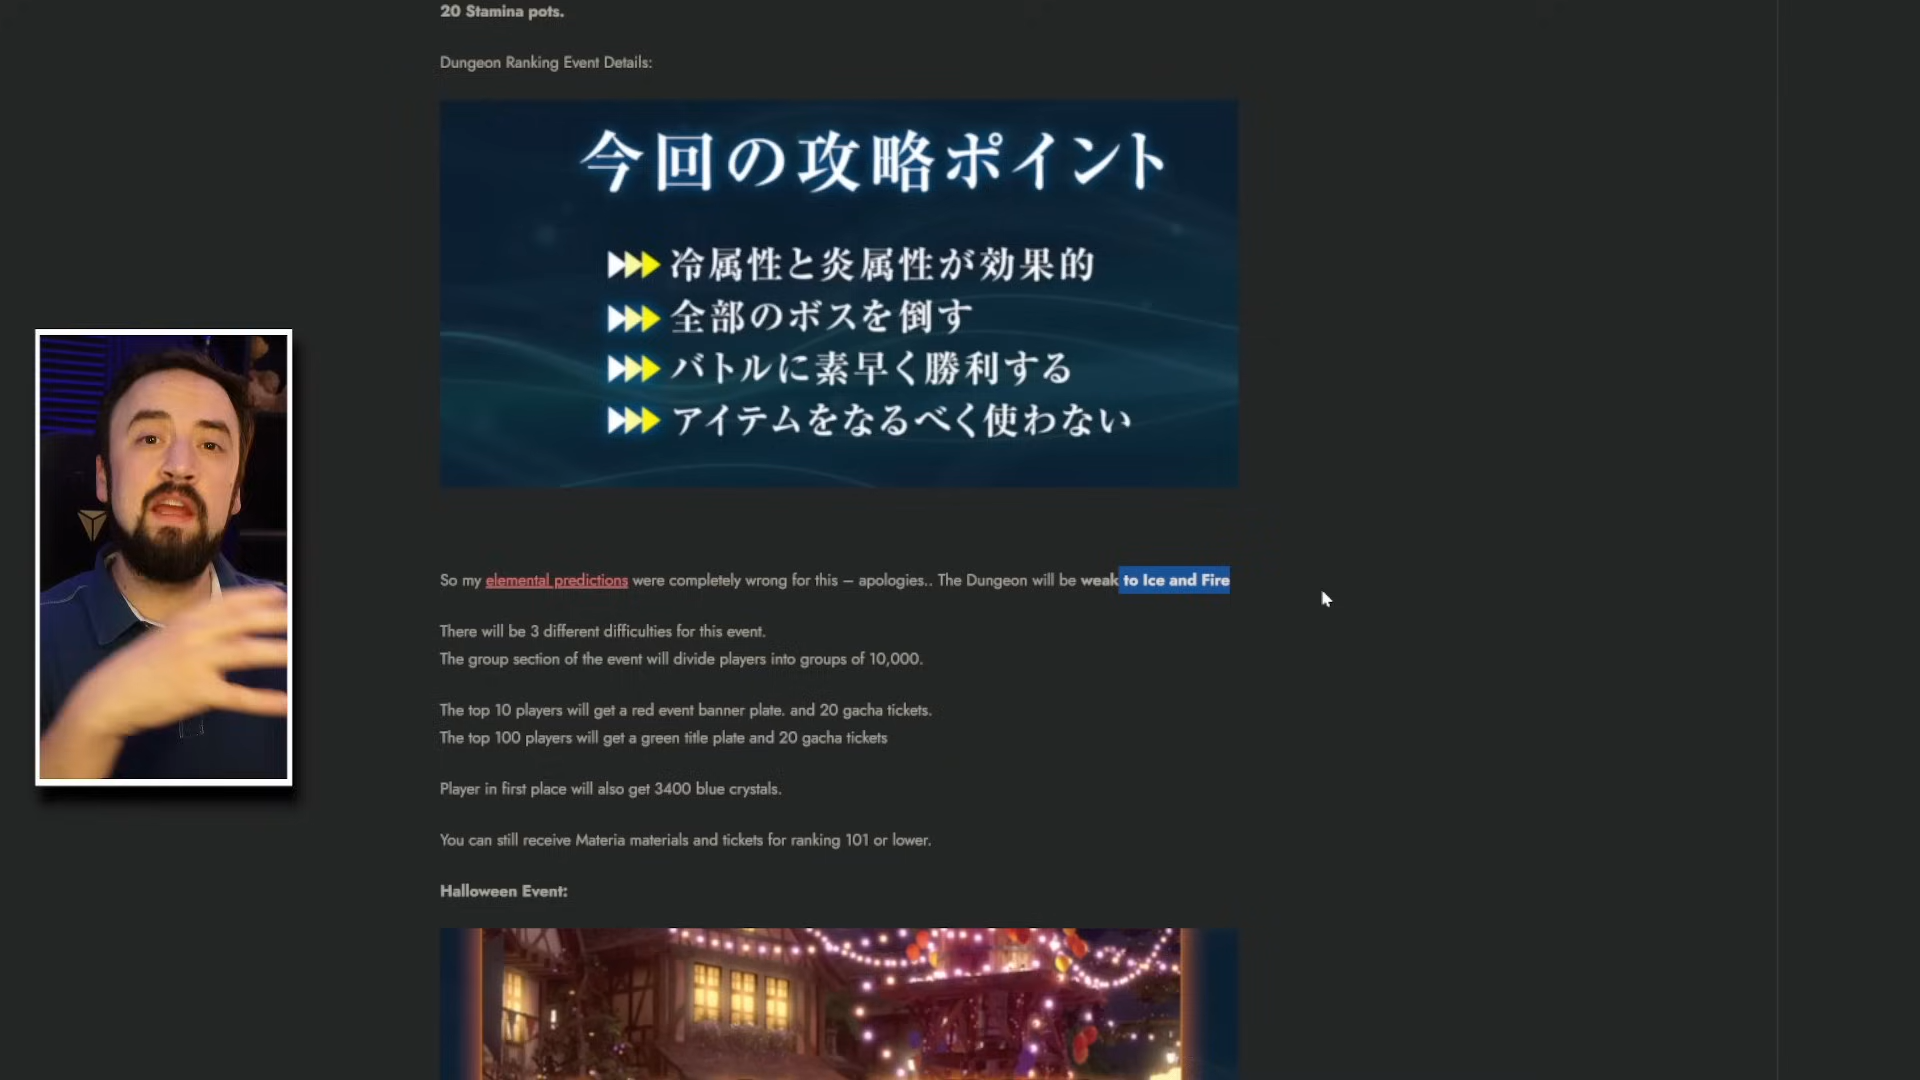 20 Stamina pots.
Dungeon Ranking Event Details:
今回の攻略ポイント
冷属性と炎属性が効果的
全部のボスを倒す
バトルに素早く勝利する
アイテムをなるべく使わない
So my elemental predictions were completely wrong for this – apologies.. The Dungeon will be weak to Ice and Fire
There will be 3 different difficulties for this event.
The group section of the event will divide players into groups of 10,000.
The top 10 players will get a red event banner plate. and 20 gacha tickets.
The top 100 players will get a green title plate and 20 gacha tickets
Player in first place will also get 3400 blue crystals.
You can still receive Materia materials and tickets for ranking 101 or lower.
Halloween Event: